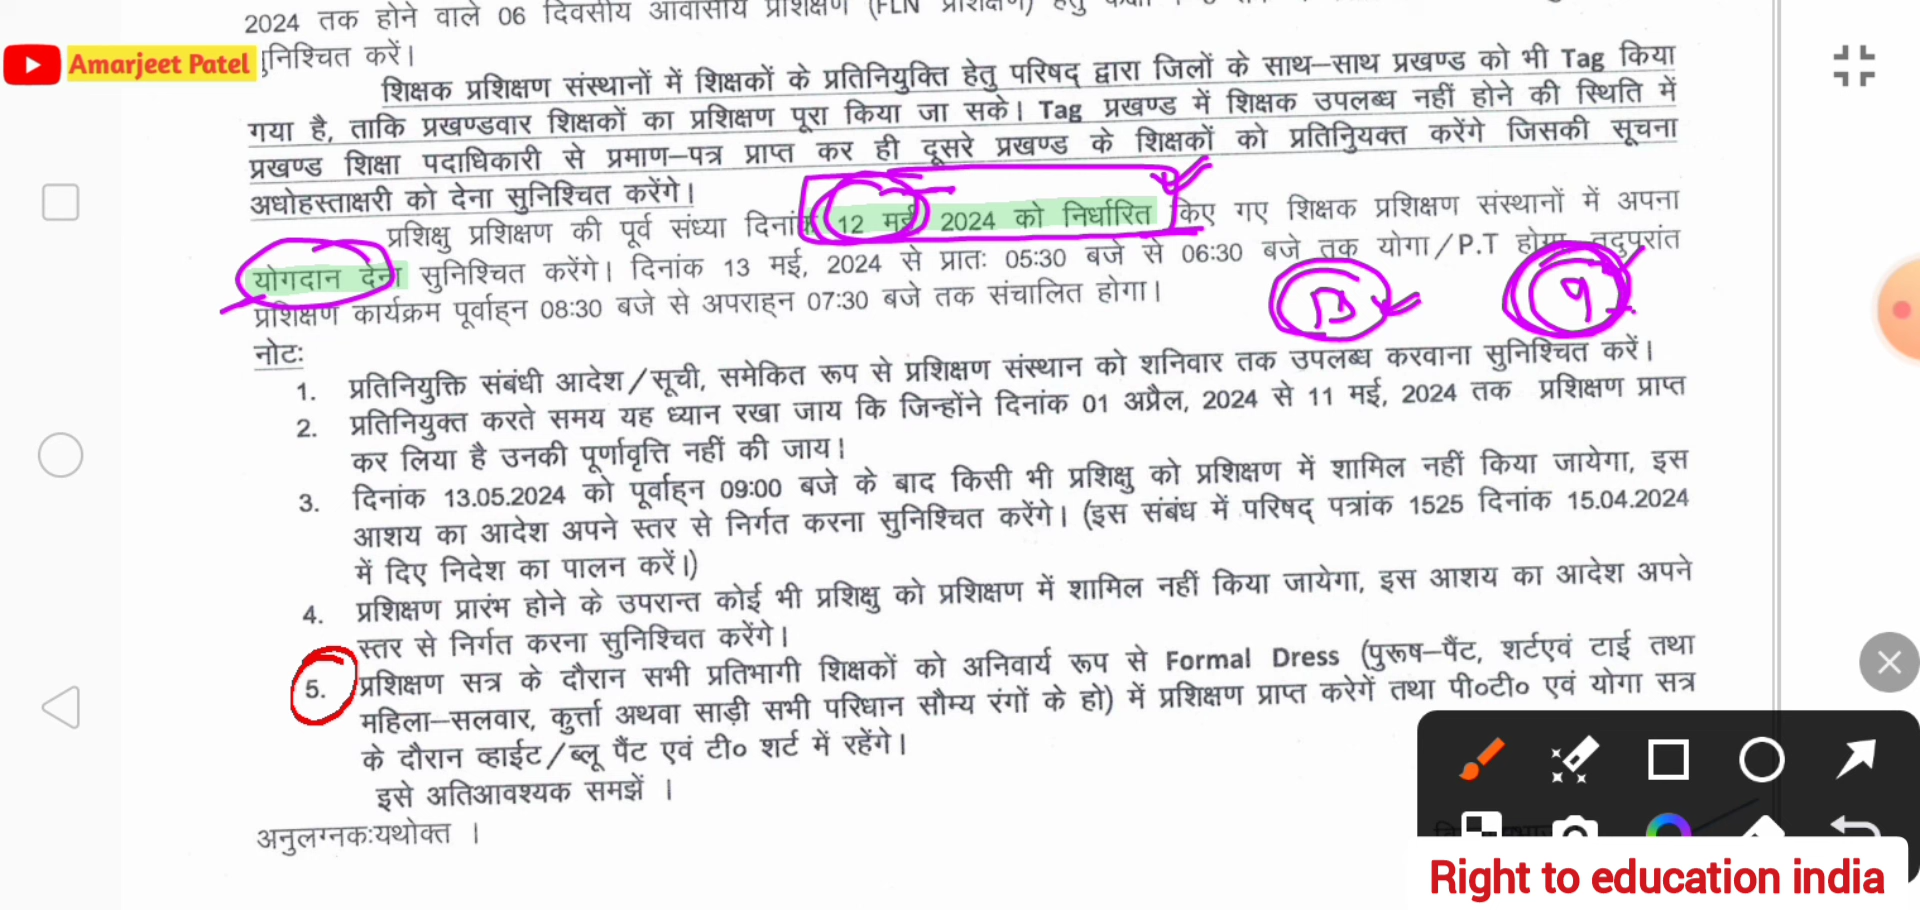 2024 तक होने वाले 06 दिवसीय आवासीय प्रशिक्षण (FLN प्रशिक्षण) हेतु
Amarjeet Patel
सुनिश्चित करें।
शिक्षक प्रशिक्षण संस्थानों में शिक्षकों के प्रतिनियुक्ति हेतु परिषद् द्वारा जिलों के साथ–साथ प्रखण्ड को भी Tag किया
गया है, ताकि प्रखण्डवार शिक्षकों का प्रशिक्षण पूरा किया जा सके। Tag प्रखण्ड में शिक्षक उपलब्ध नहीं होने की स्थिति में
प्रखण्ड शिक्षा पदाधिकारी से प्रमाण–पत्र प्राप्त कर ही दूसरे प्रखण्ड के शिक्षकों को प्रतिनियुक्त करेंगे जिसकी सूचना
अधोहस्ताक्षरी को देना सुनिश्चित करेंगे।
प्रशिक्षु प्रशिक्षण की पूर्व संध्या दिनांक 12 मई 2024 को निर्धारित किए गए शिक्षक प्रशिक्षण संस्थानों में अपना
योगदान देना सुनिश्चित करेंगे। दिनांक 13 मई, 2024 से प्रातः 05:30 बजे से 06:30 बजे तक योगा/P.T होगा तदुपरांत
प्रशिक्षण कार्यक्रम पूर्वाह्न 08:30 बजे से अपराह्न 07:30 बजे तक संचालित होगा।
13 9
नोटः
1. प्रतिनियुक्ति संबंधी आदेश/सूची, समेकित रूप से प्रशिक्षण संस्थान को शनिवार तक उपलब्ध करवाना सुनिश्चित करें।
2. प्रतिनियुक्त करते समय यह ध्यान रखा जाय कि जिन्होंने दिनांक 01 अप्रैल, 2024 से 11 मई, 2024 तक प्रशिक्षण प्राप्त
कर लिया है उनकी पूर्णावृत्ति नहीं की जाय।
3. दिनांक 13.05.2024 को पूर्वाह्न 09:00 बजे के बाद किसी भी प्रशिक्षु को प्रशिक्षण में शामिल नहीं किया जायेगा, इस
आशय का आदेश अपने स्तर से निर्गत करना सुनिश्चित करेंगे। (इस संबंध में परिषद् पत्रांक 1525 दिनांक 15.04.2024
में दिए निदेश का पालन करें।)
4. प्रशिक्षण प्रारंभ होने के उपरान्त कोई भी प्रशिक्षु को प्रशिक्षण में शामिल नहीं किया जायेगा, इस आशय का आदेश अपने
स्तर से निर्गत करना सुनिश्चित करेंगे।
5. प्रशिक्षण सत्र के दौरान सभी प्रतिभागी शिक्षकों को अनिवार्य रूप से Formal Dress (पुरूष–पैंट, शर्टएवं टाई तथा
महिला–सलवार, कुर्त्ता अथवा साड़ी सभी परिधान सौम्य रंगों के हो) में प्रशिक्षण प्राप्त करेगें तथा पी०टी० एवं योगा सत्र
के दौरान व्हाईट/ब्लू पैंट एवं टी० शर्ट में रहेंगे।
इसे अतिआवश्यक समझें ।
अनुलग्नकःयथोक्त ।
Right to education india